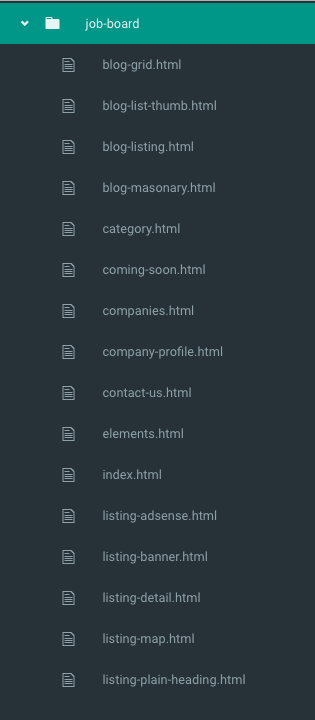 job-board
blog-grid.html
blog-list-thumb.html
blog-listing.html
blog-masonary.html
category.html
coming-soon.html
companies.html
company-profile.html
contact-us.html
elements.html
index.html
listing-adsense.html
listing-banner.html
listing-detail.html
listing-map.html
listing-plain-heading.html